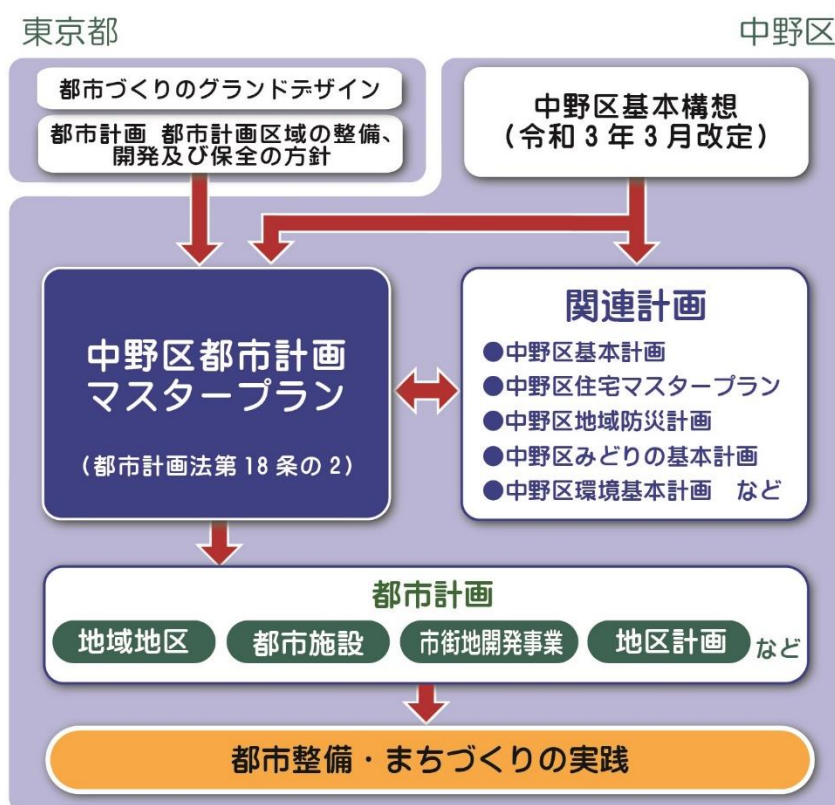 東京都
中野区
都市づくりのグランドデザイン
都市計画 都市計画区域の整備、
開発及び保全の方針
中野区基本構想
(令和3年3月改定)
中野区都市計画
マスタープラン
(都市計画法第18条の2)
関連計画
●中野区基本計画
●中野区住宅マスタープラン
●中野区地域防災計画
●中野区みどりの基本計画
●中野区環境基本計画 など
都市計画
地域地区 都市施設 市街地開発事業 地区計画 など
都市整備・まちづくりの実践